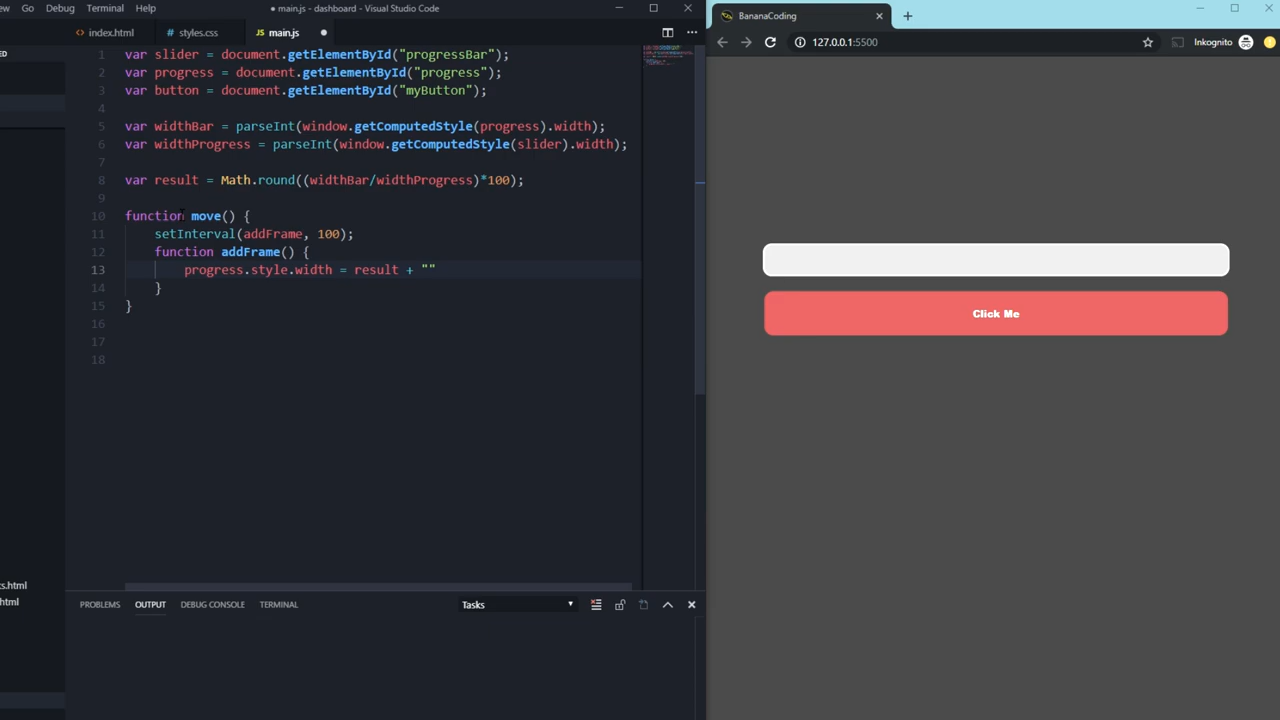 ew Go Debug Terminal Help
● main.js - dashboard - Visual Studio Code
BananaCoding
index.html
styles.css
JS main.js
127.0.0.1:5500
Inkognito
ED
1 var slider = document.getElementById("progressBar");
2 var progress = document.getElementById("progress");
3 var button = document.getElementById("myButton");
4
5 var widthBar = parseInt(window.getComputedStyle(progress).width);
6 var widthProgress = parseInt(window.getComputedStyle(slider).width);
7
8 var result = Math.round((widthBar/widthProgress)*100);
9
10 function move() {
11 setInterval(addFrame, 100);
12 function addFrame() {
13 progress.style.width = result + ""
14 }
15 }
16
17
18
Click Me
s.html
html
PROBLEMS OUTPUT DEBUG CONSOLE TERMINAL
Tasks